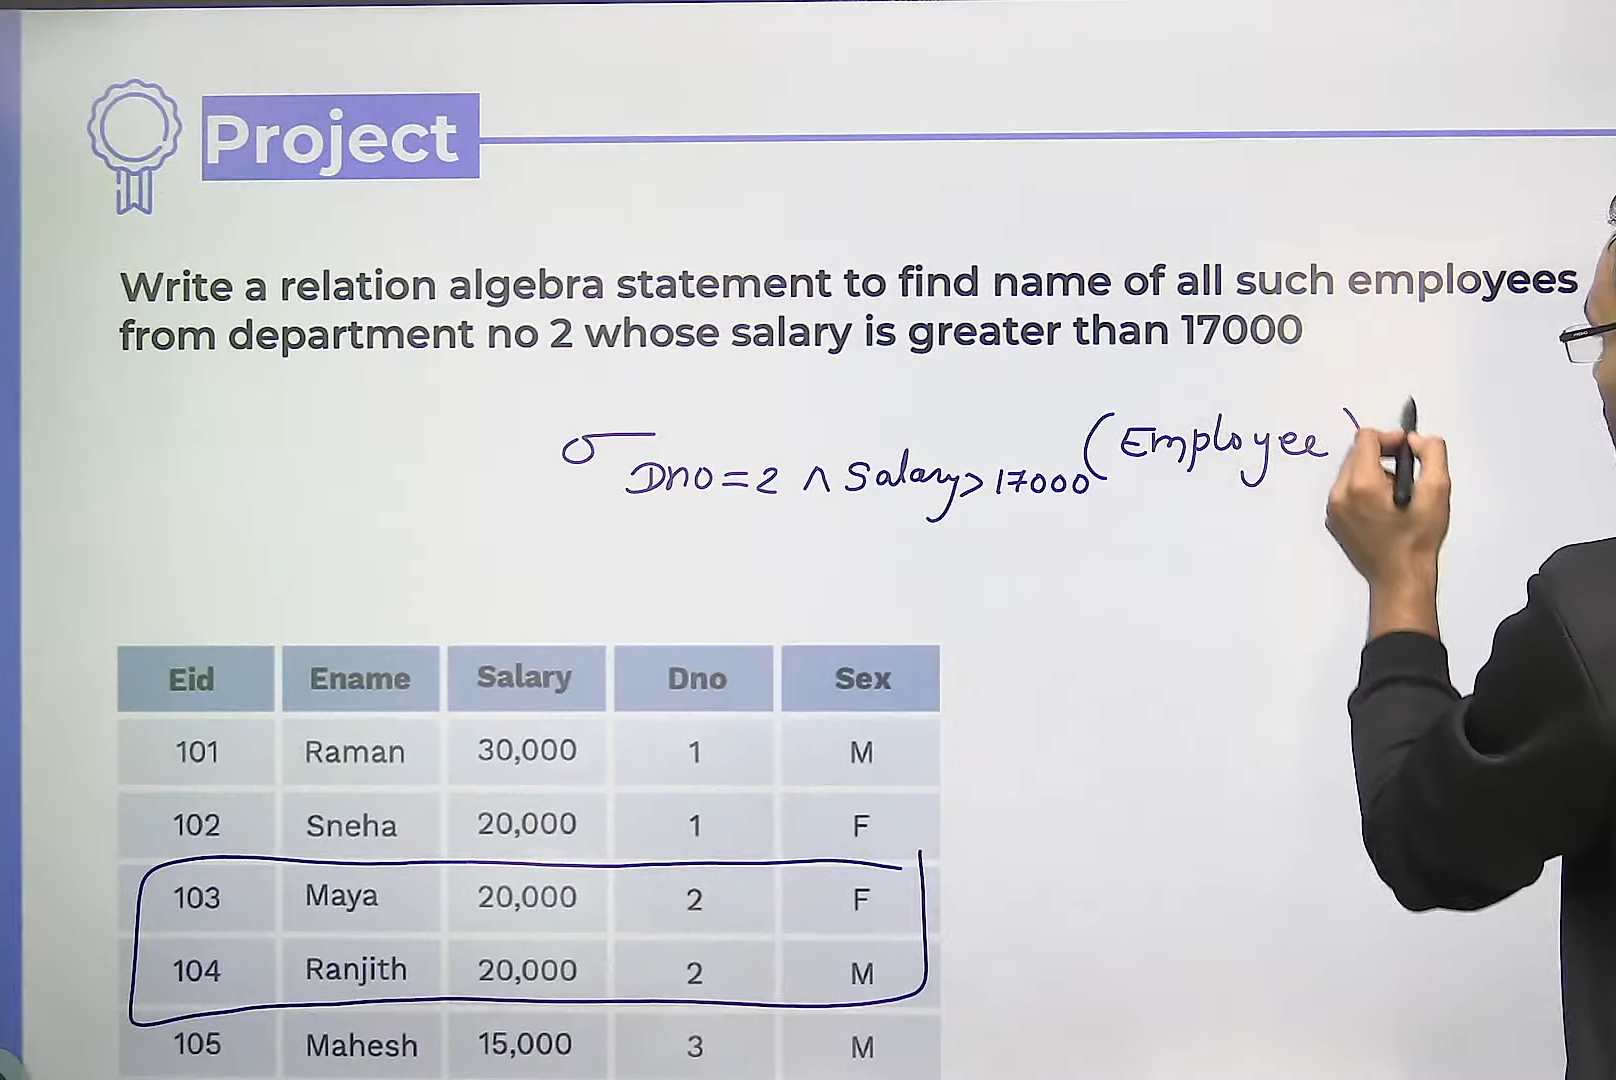 Project
Write a relation algebra statement to find name of all such employees
from department no 2 whose salary is greater than 17000
σ Dno=2 ∧ Salary>17000 (Employee)
Eid Ename Salary Dno Sex
101 Raman 30,000 1 M
102 Sneha 20,000 1 F
103 Maya 20,000 2 F
104 Ranjith 20,000 2 M
105 Mahesh 15,000 3 M